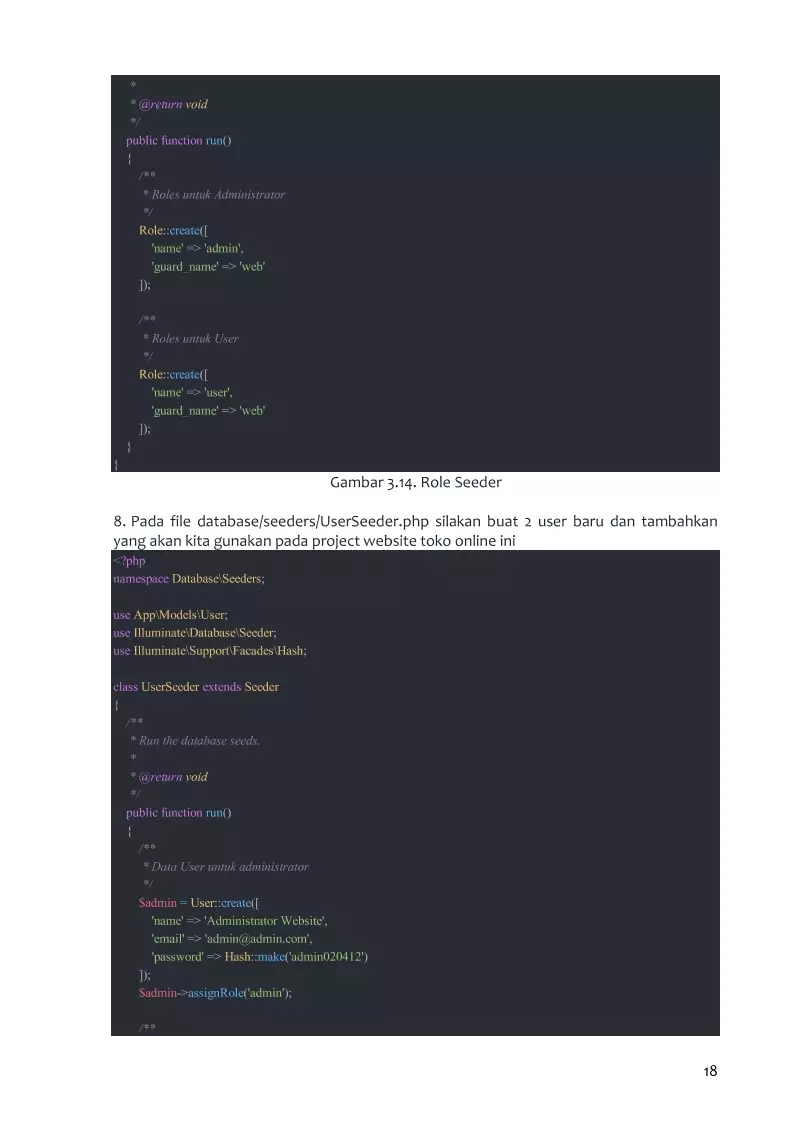 *
     * @return void
     */
    public function run()
    {
        /**
         * Roles untuk Administrator
         */
        Role::create([
            'name' => 'admin',
            'guard_name' => 'web'
        ]);

        /**
         * Roles untuk User
         */
        Role::create([
            'name' => 'user',
            'guard_name' => 'web'
        ]);
    }
}
Gambar 3.14. Role Seeder
8. Pada file database/seeders/UserSeeder.php silakan buat 2 user baru dan tambahkan
yang akan kita gunakan pada project website toko online ini
<?php
namespace Database\Seeders;

use App\Models\User;
use Illuminate\Database\Seeder;
use Illuminate\Support\Facades\Hash;

class UserSeeder extends Seeder
{
    /**
     * Run the database seeds.
     *
     * @return void
     */
    public function run()
    {
        /**
         * Data User untuk administrator
         */
        $admin = User::create([
            'name' => 'Administrator Website',
            'email' => 'admin@admin.com',
            'password' => Hash::make('admin020412')
        ]);
        $admin->assignRole('admin');

        /**
18